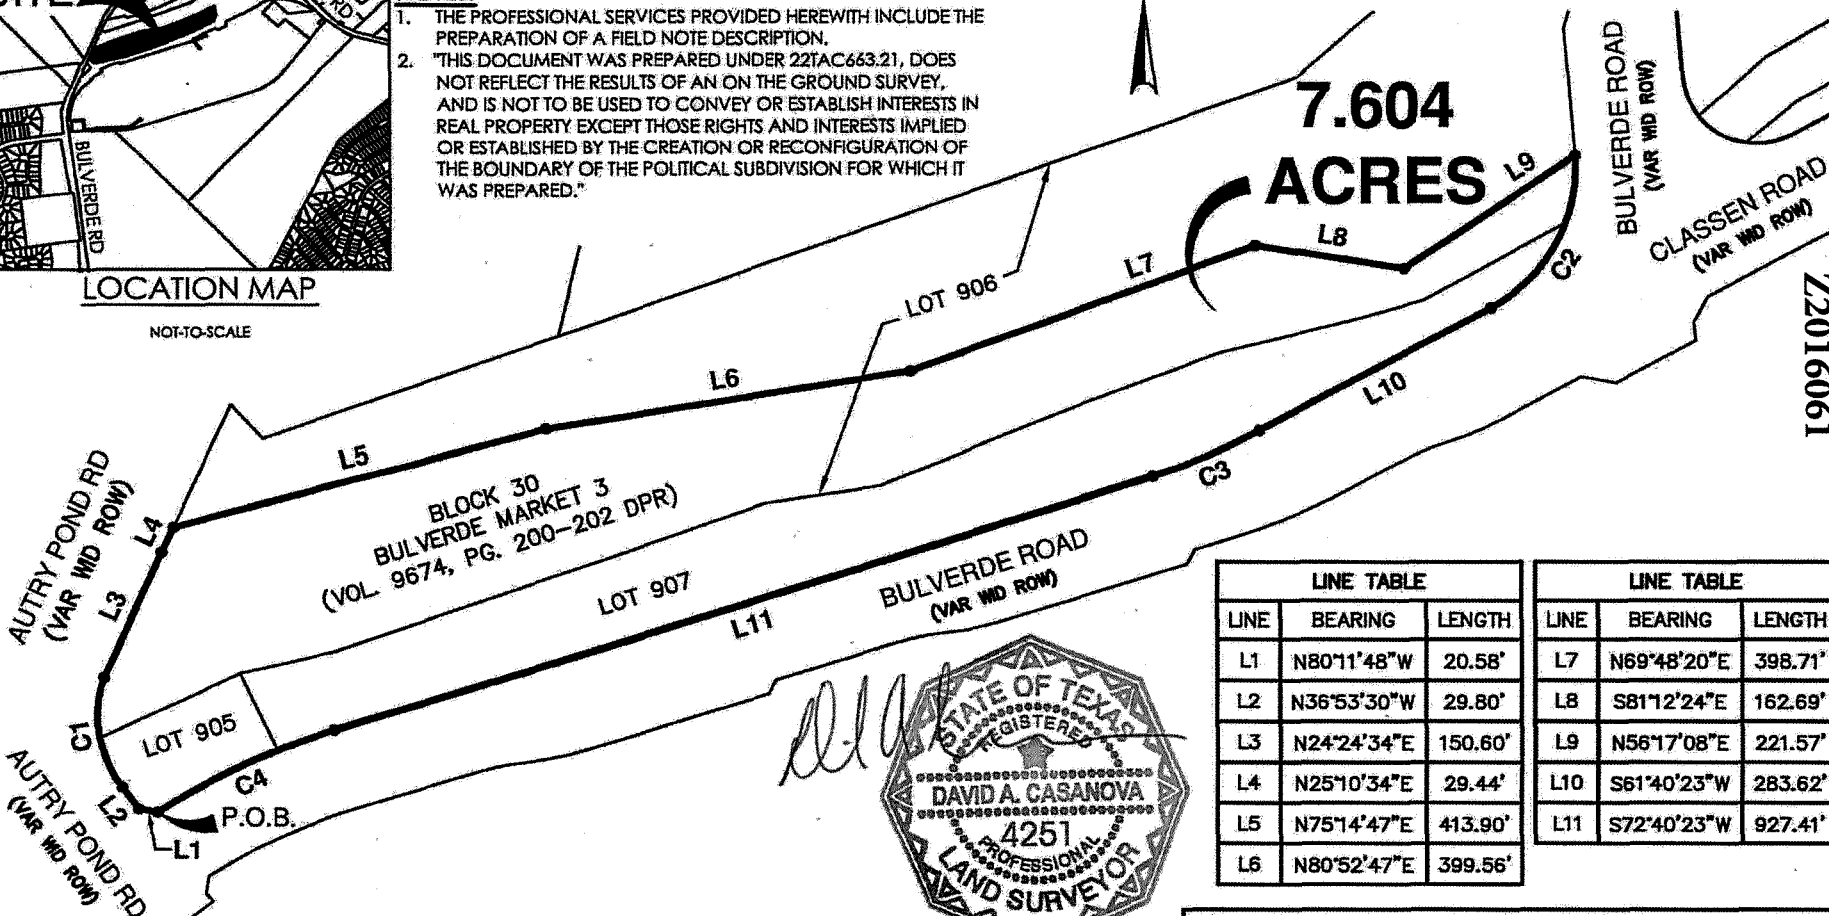 SITE
RD
BULVERDE RD
LOCATION MAP
NOT-TO-SCALE
1. THE PROFESSIONAL SERVICES PROVIDED HEREWITH INCLUDE THE
PREPARATION OF A FIELD NOTE DESCRIPTION.
2. "THIS DOCUMENT WAS PREPARED UNDER 22TAC663.21, DOES
NOT REFLECT THE RESULTS OF AN ON THE GROUND SURVEY,
AND IS NOT TO BE USED TO CONVEY OR ESTABLISH INTERESTS IN
REAL PROPERTY EXCEPT THOSE RIGHTS AND INTERESTS IMPLIED
OR ESTABLISHED BY THE CREATION OR RECONFIGURATION OF
THE BOUNDARY OF THE POLITICAL SUBDIVISION FOR WHICH IT
WAS PREPARED."
7.604
ACRES
BULVERDE ROAD
(VAR WID ROW)
CLASSEN ROAD
(VAR WID ROW)
Z2016061
L9
L8
L7
C2
LOT 906
L6
L10
L5
C3
BLOCK 30
BULVERDE MARKET 3
(VOL. 9674, PG. 200-202 DPR)
AUTRY POND RD
(VAR WID ROW)
L4
L3
LOT 907
L11
BULVERDE ROAD
(VAR WID ROW)
C1
LOT 905
C4
L2
P.O.B.
L1
AUTRY POND RD
(VAR WID ROW)
STATE OF TEXAS
REGISTERED
DAVID A. CASANOVA
4251
PROFESSIONAL
LAND SURVEYOR
LINE TABLE
LINE BEARING LENGTH
L1 N80°11'48"W 20.58'
L2 N36°53'30"W 29.80'
L3 N24°24'34"E 150.60'
L4 N25°10'34"E 29.44'
L5 N75°14'47"E 413.90'
L6 N80°52'47"E 399.56'
LINE TABLE
LINE BEARING LENGTH
L7 N69°48'20"E 398.71'
L8 S81°12'24"E 162.69'
L9 N56°17'08"E 221.57'
L10 S61°40'23"W 283.62'
L11 S72°40'23"W 927.41'